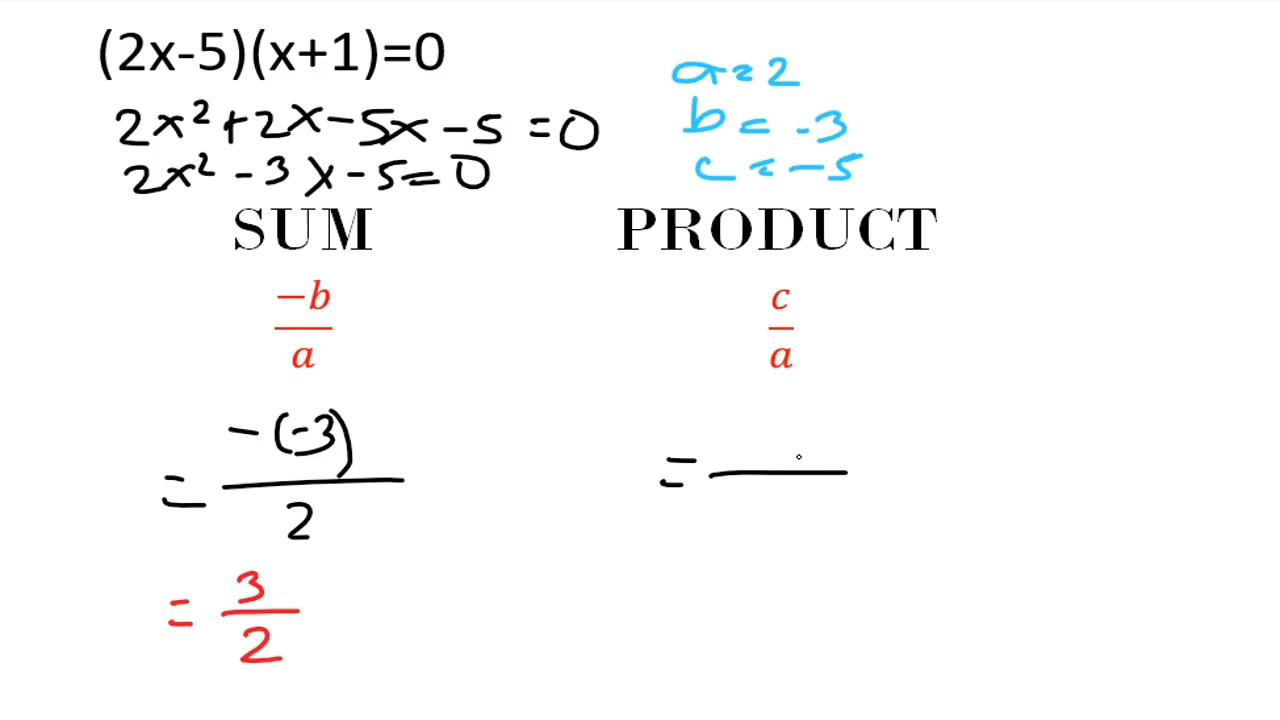 (2x-5)(x+1)=0
2x² + 2x - 5x - 5 = 0
2x² - 3x - 5 = 0
a = 2
b = -3
c = -5
SUM
PRODUCT
-b/a
c/a
= -(-3)/2
=
= 3/2